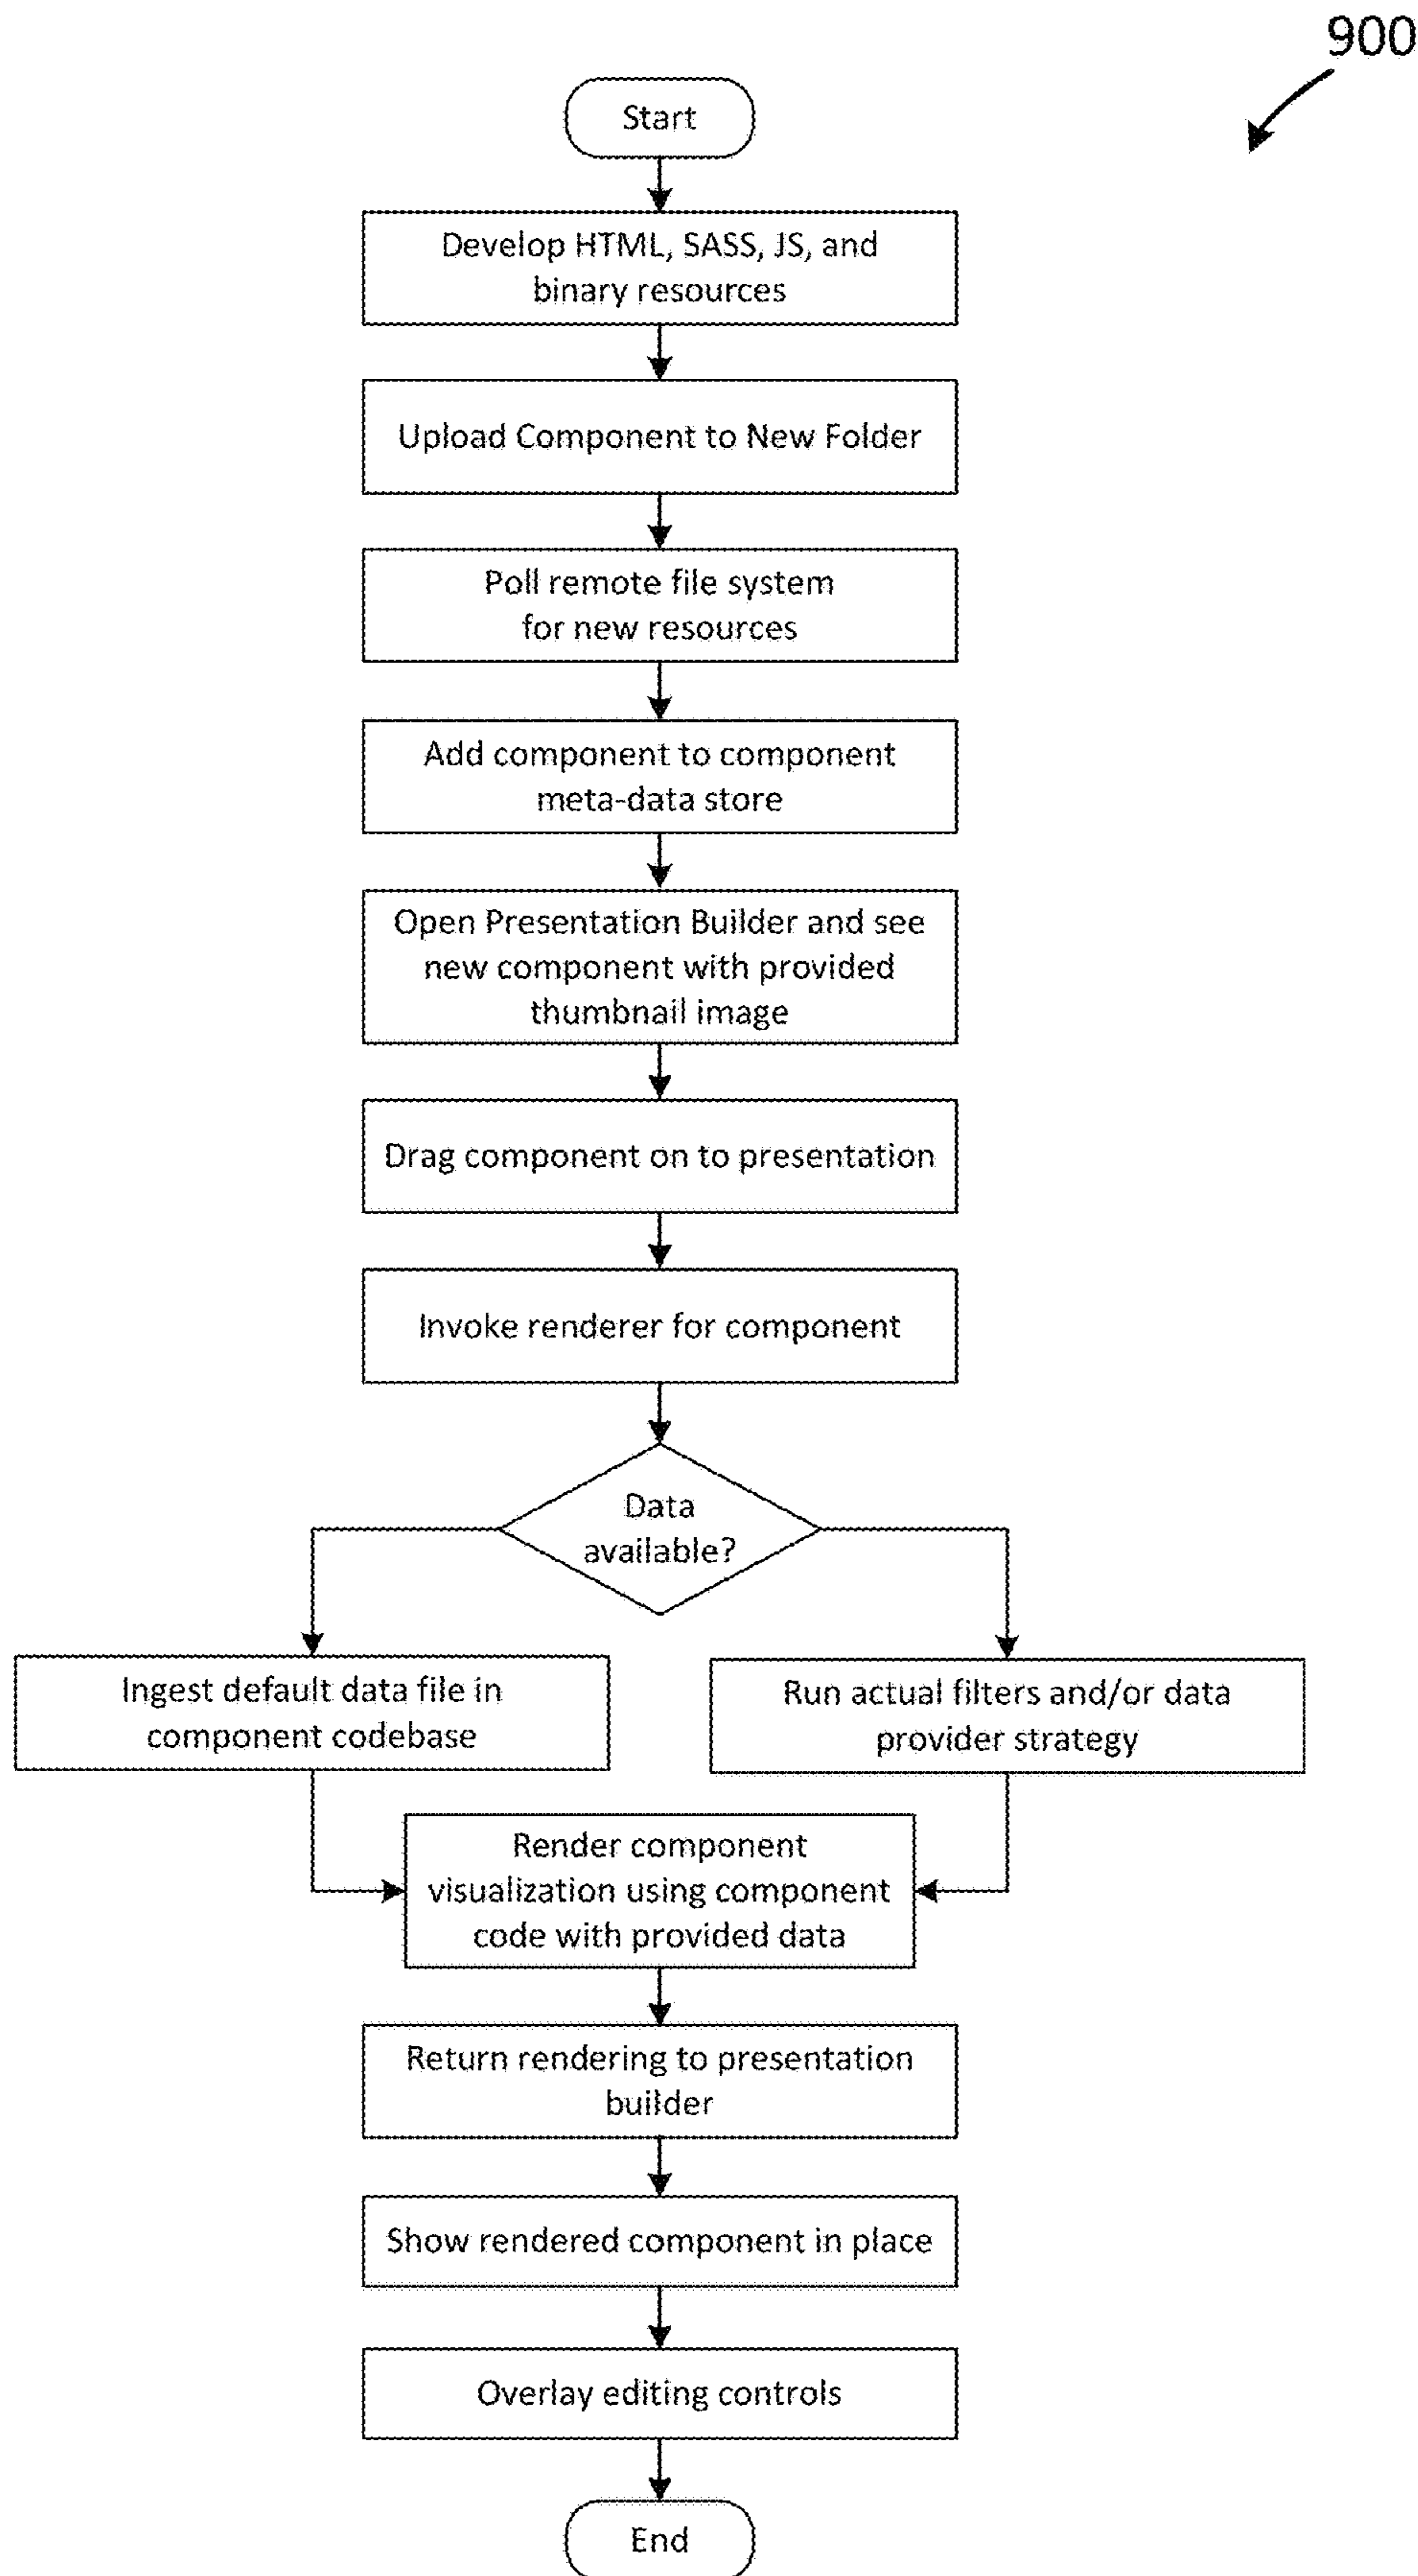 900
Start
Develop HTML, SASS, JS, and
binary resources
Upload Component to New Folder
Poll remote file system
for new resources
Add component to component
meta-data store
Open Presentation Builder and see
new component with provided
thumbnail image
Drag component on to presentation
Invoke renderer for component
Data
available?
Ingest default data file in
component codebase
Run actual filters and/or data
provider strategy
Render component
visualization using component
code with provided data
Return rendering to presentation
builder
Show rendered component in place
Overlay editing controls
End